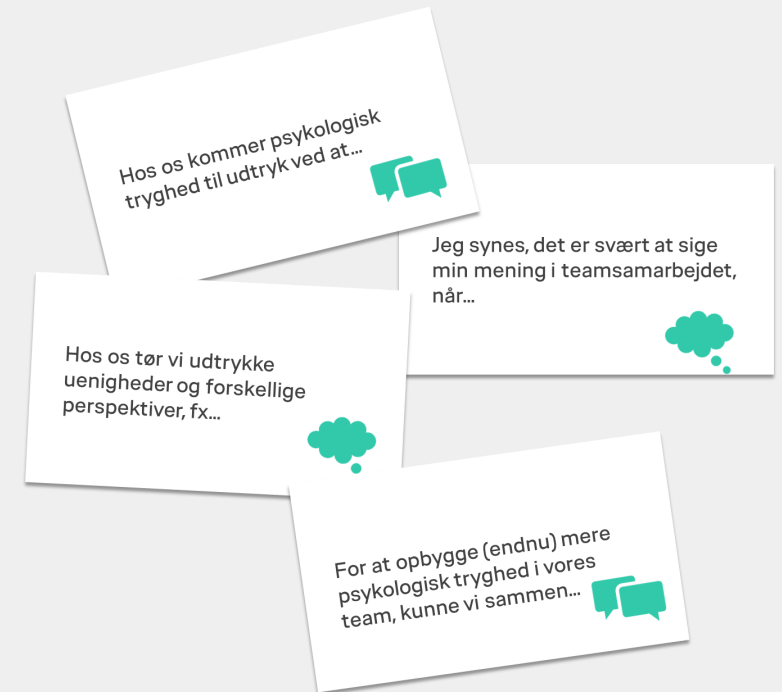 Hos os kommer psykologisk
tryghed til udtryk ved at...
Jeg synes, det er svært at sige
min mening i teamsamarbejdet,
når...
Hos os tør vi udtrykke
uenigheder og forskellige
perspektiver, fx...
For at opbygge (endnu) mere
psykologisk tryghed i vores
team, kunne vi sammen...